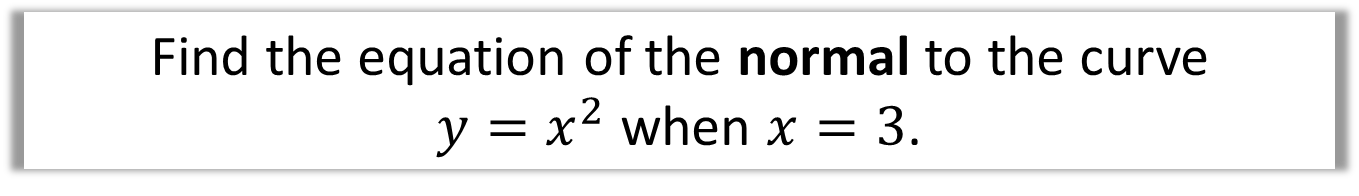 Find the equation of the normal to the curve
y = x² when x = 3.